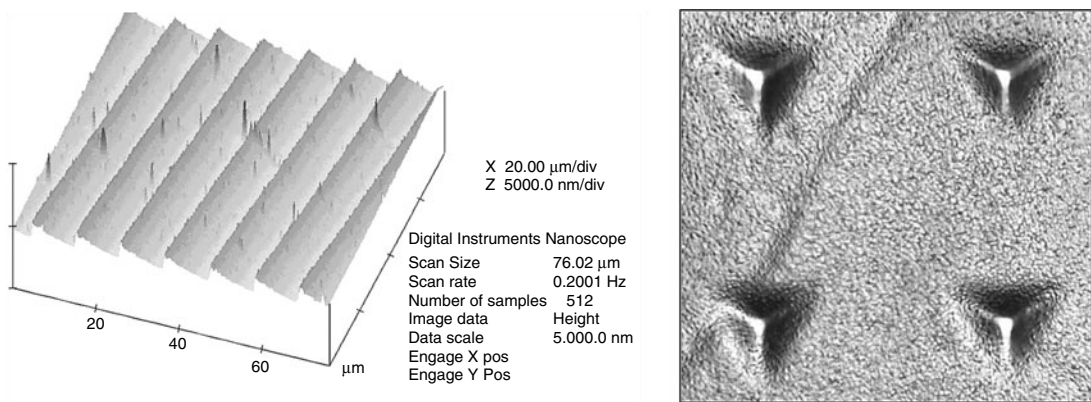 X 20.00 μm/div
Z 5000.0 nm/div
Digital Instruments Nanoscope
Scan Size 76.02 μm
Scan rate 0.2001 Hz
Number of samples 512
Image data Height
Data scale 5.000.0 nm
Engage X pos
Engage Y Pos
20
40
60
μm